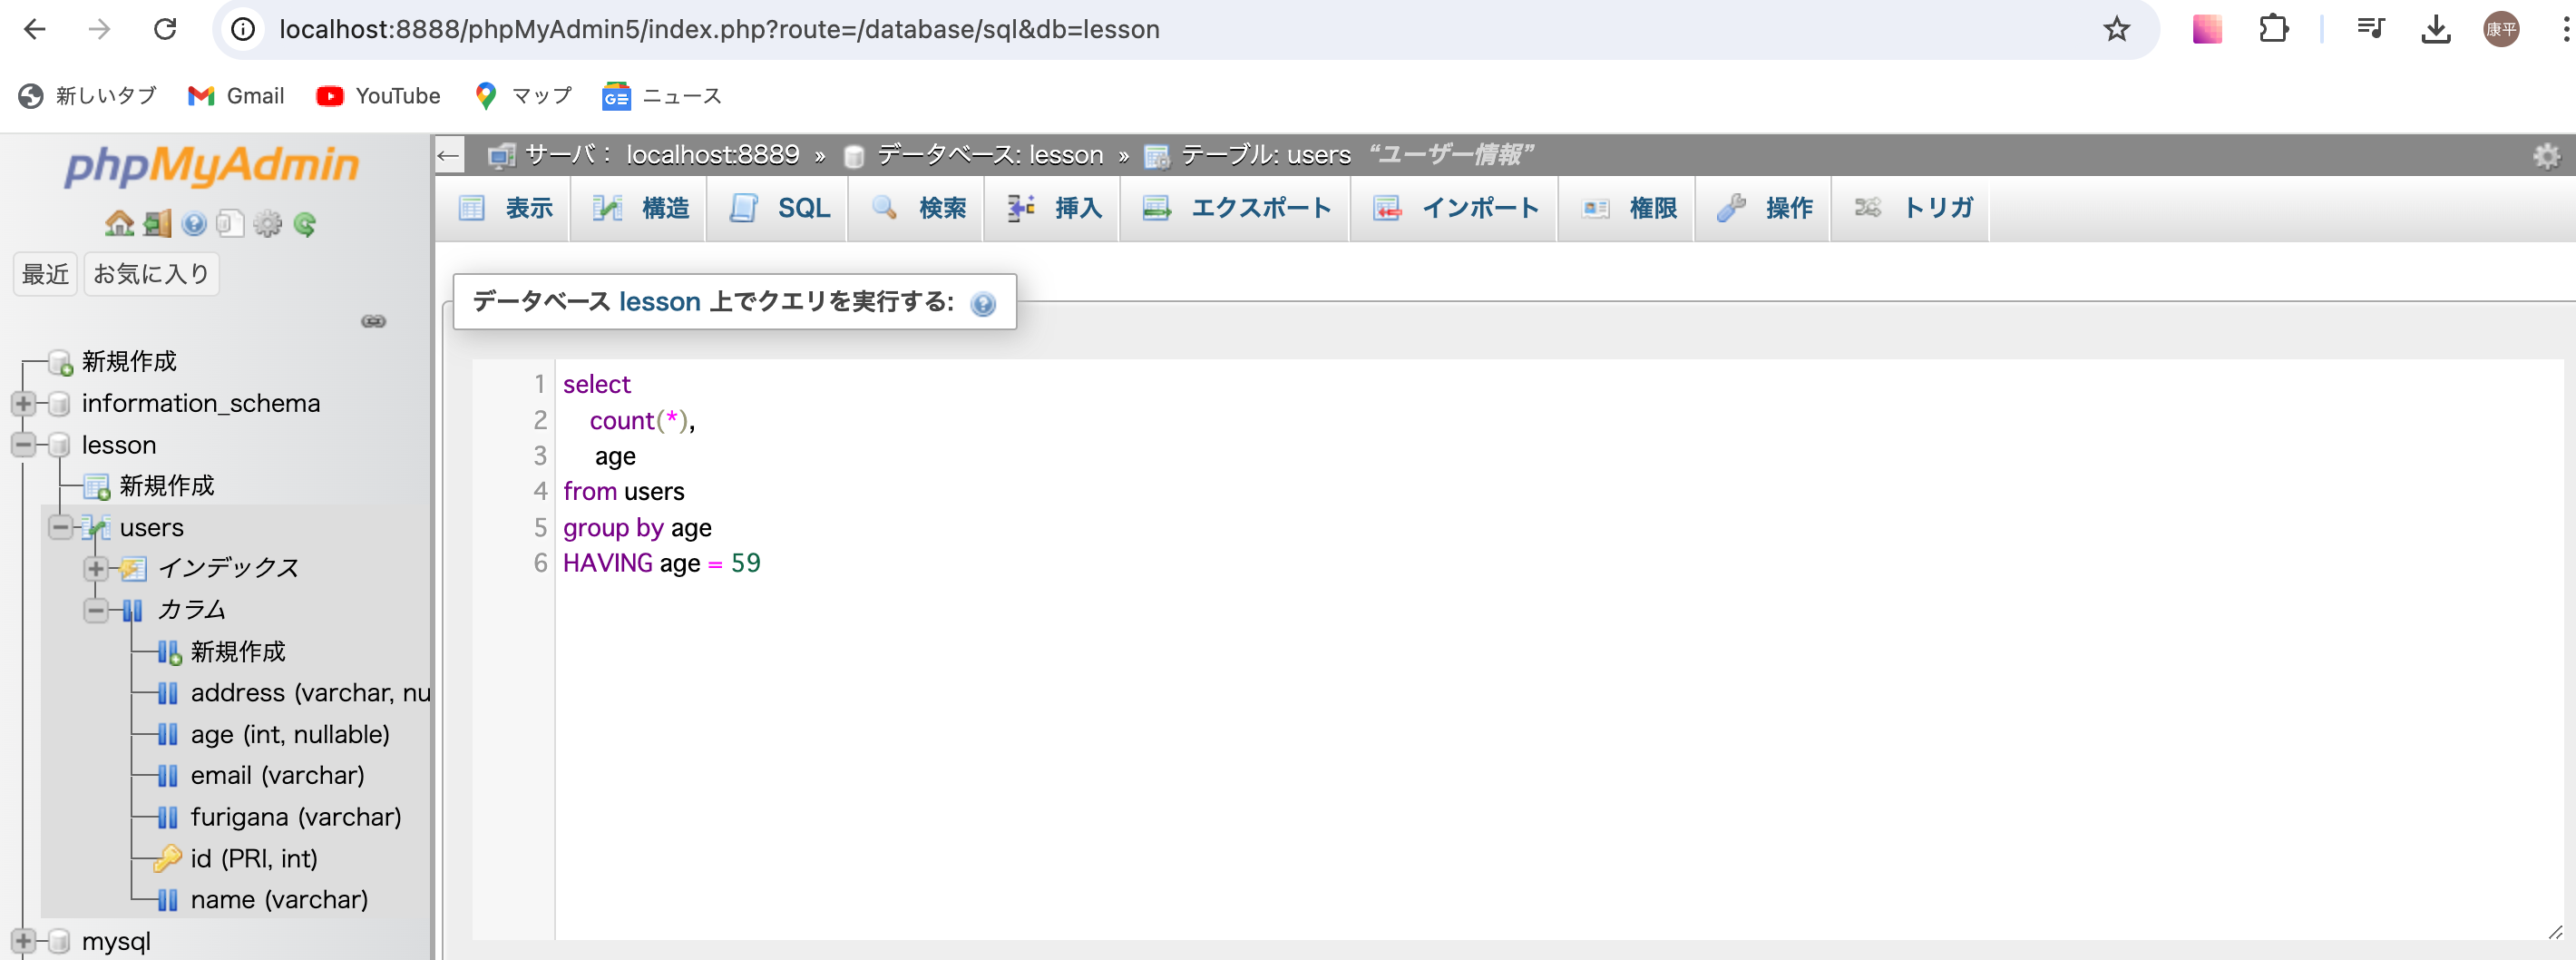 localhost:8888/phpMyAdmin5/index.php?route=/database/sql&db=lesson
康平
新しいタブ Gmail YouTube マップ ニュース
phpMyAdmin
最近 お気に入り
新規作成
information_schema
lesson
新規作成
users
インデックス
カラム
新規作成
address (varchar, nu
age (int, nullable)
email (varchar)
furigana (varchar)
id (PRI, int)
name (varchar)
mysql
サーバ： localhost:8889 » データベース: lesson » テーブル: users “ユーザー情報”
表示 構造 SQL 検索 挿入 エクスポート インポート 権限 操作 トリガ
データベース lesson 上でクエリを実行する:
1 select
2 count(*),
3 age
4 from users
5 group by age
6 HAVING age = 59